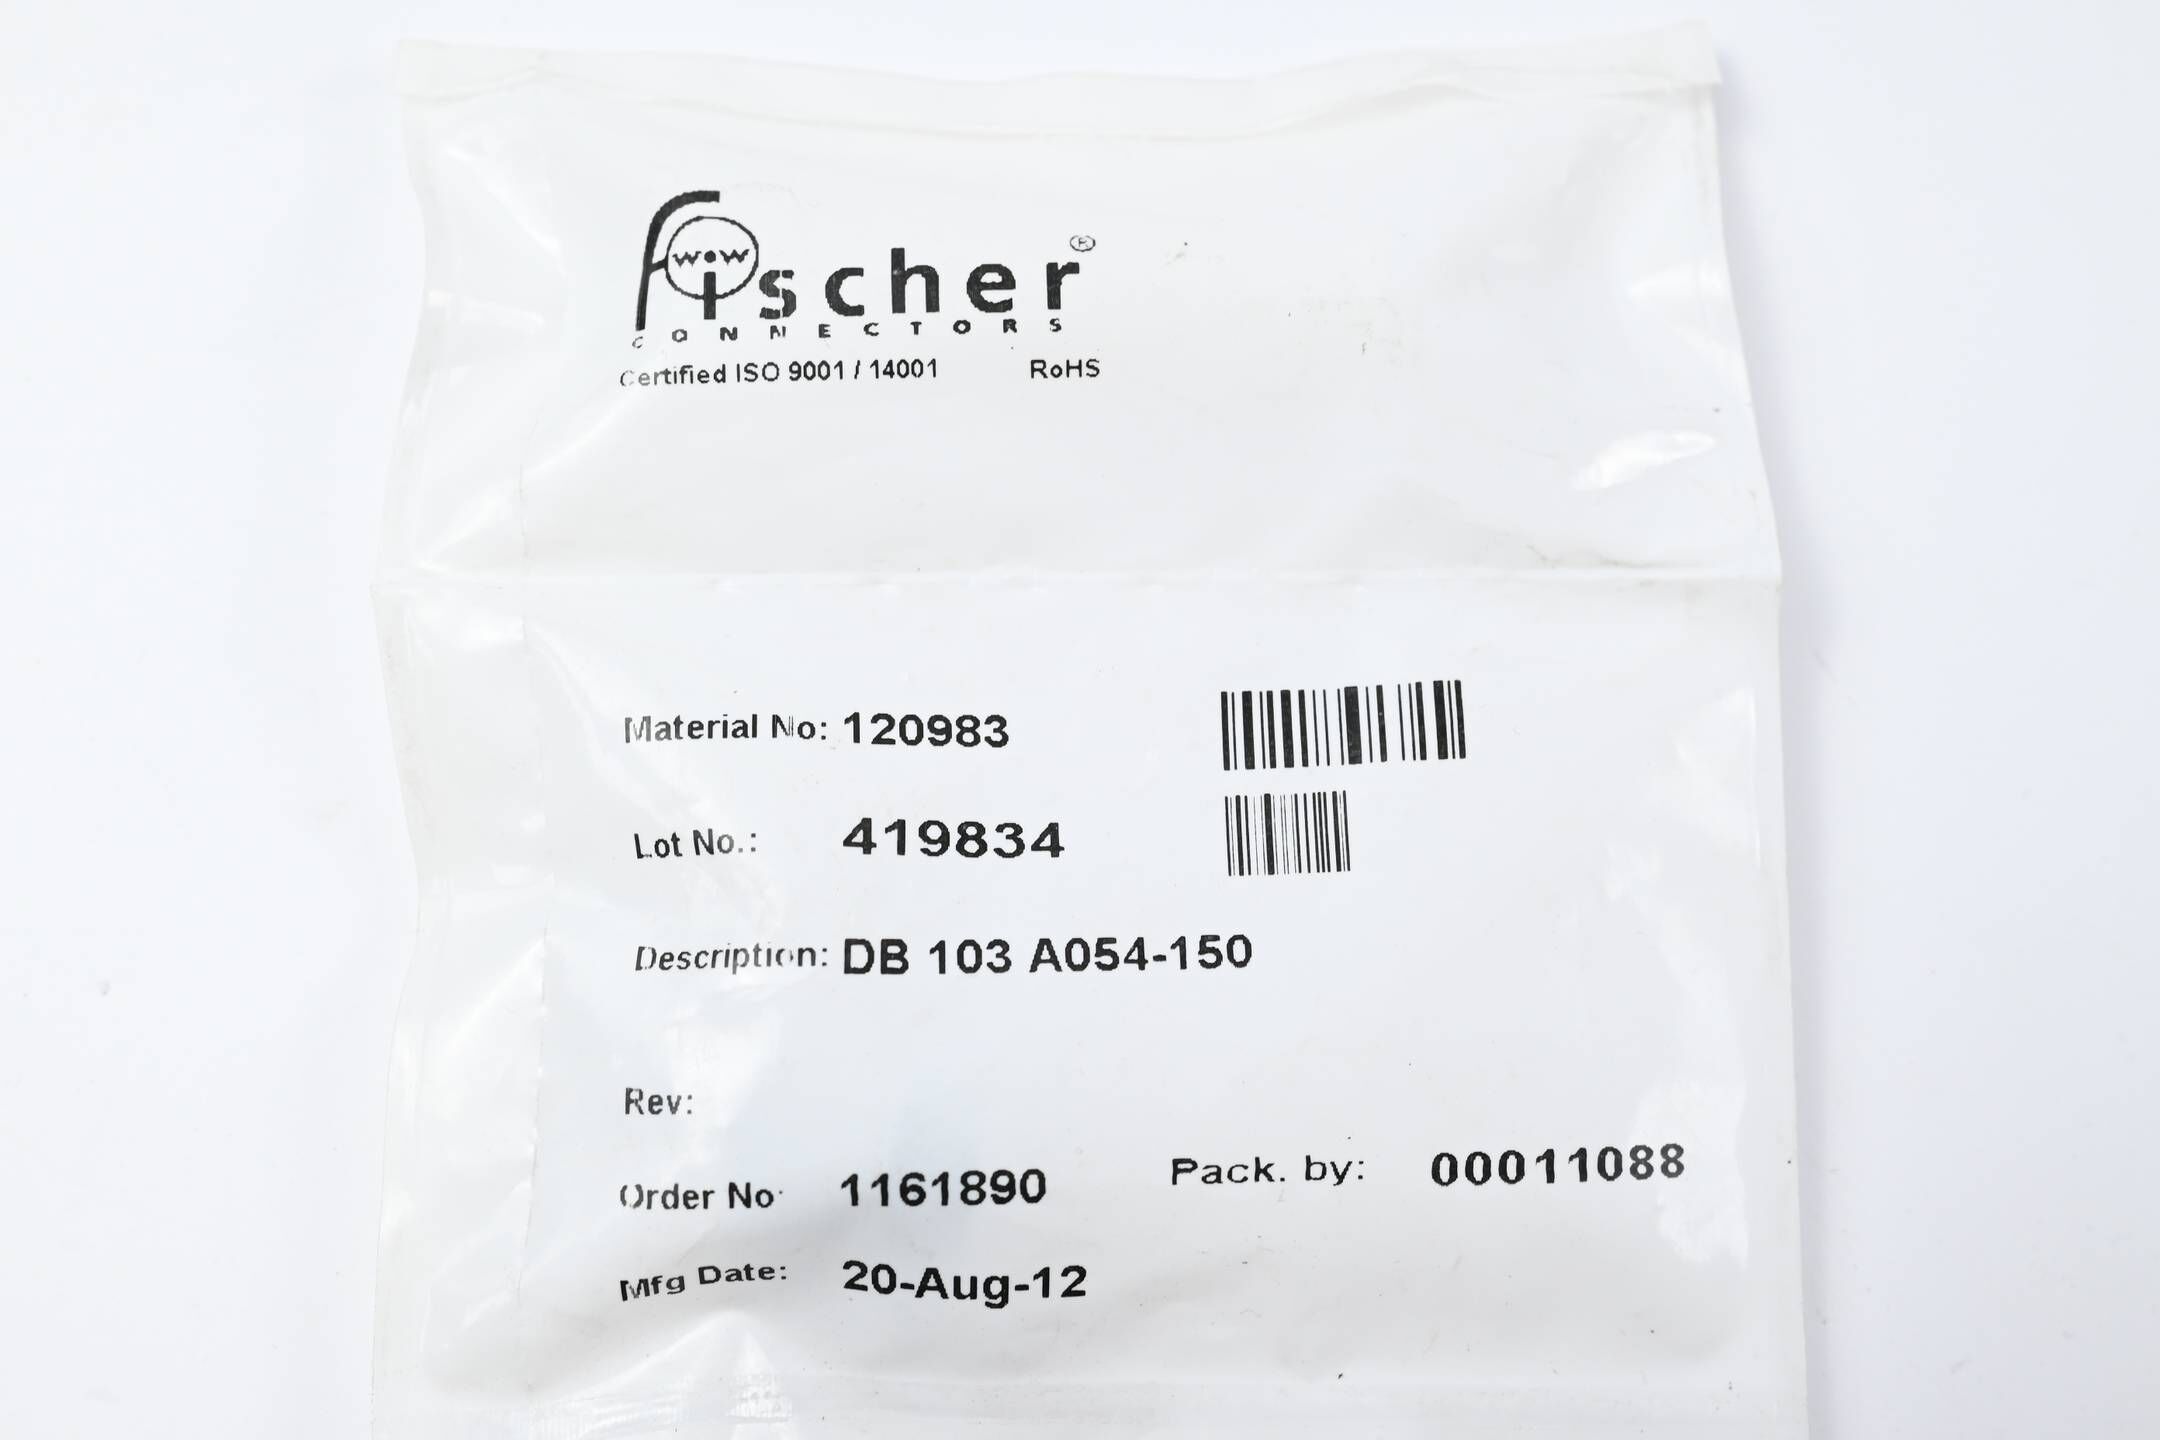 wow
Fischer®
CONNECTORS
Certified ISO 9001 / 14001 RoHS
Material No: 120983
Lot No.: 419834
Description: DB 103 A054-150
Rev:
Order No: 1161890 Pack. by: 00011088
Mfg Date: 20-Aug-12